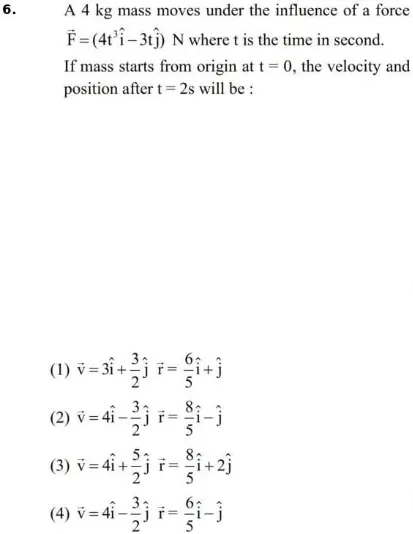 6. A 4 kg mass moves under the influence of a force
F⃗ = (4t³î – 3tĵ) N where t is the time in second.
If mass starts from origin at t = 0, the velocity and
position after t = 2s will be :
(1) v⃗ = 3î + 3/2 ĵ r⃗ = 6/5 î + ĵ
(2) v⃗ = 4î – 3/2 ĵ r⃗ = 8/5 î – ĵ
(3) v⃗ = 4î + 5/2 ĵ r⃗ = 8/5 î + 2ĵ
(4) v⃗ = 4î – 3/2 ĵ r⃗ = 6/5 î – ĵ